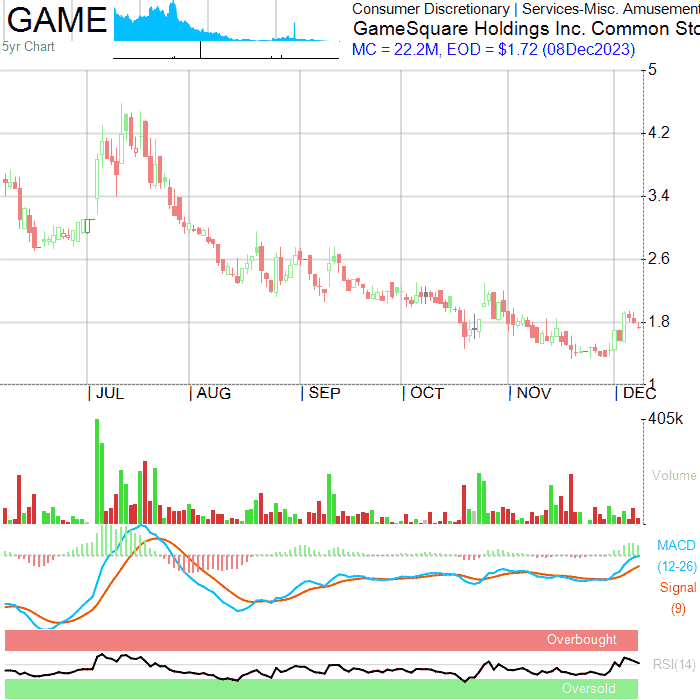 GAME
5yr Chart
Consumer Discretionary | Services-Misc. Amusement
GameSquare Holdings Inc. Common Sto
MC = 22.2M, EOD = $1.72 (08Dec2023)
5
4.2
3.4
2.6
1.8
1
| JUL | AUG | SEP | OCT | NOV | DEC
405k
Volume
MACD
(12-26)
Signal
(9)
Overbought
RSI(14)
Oversold